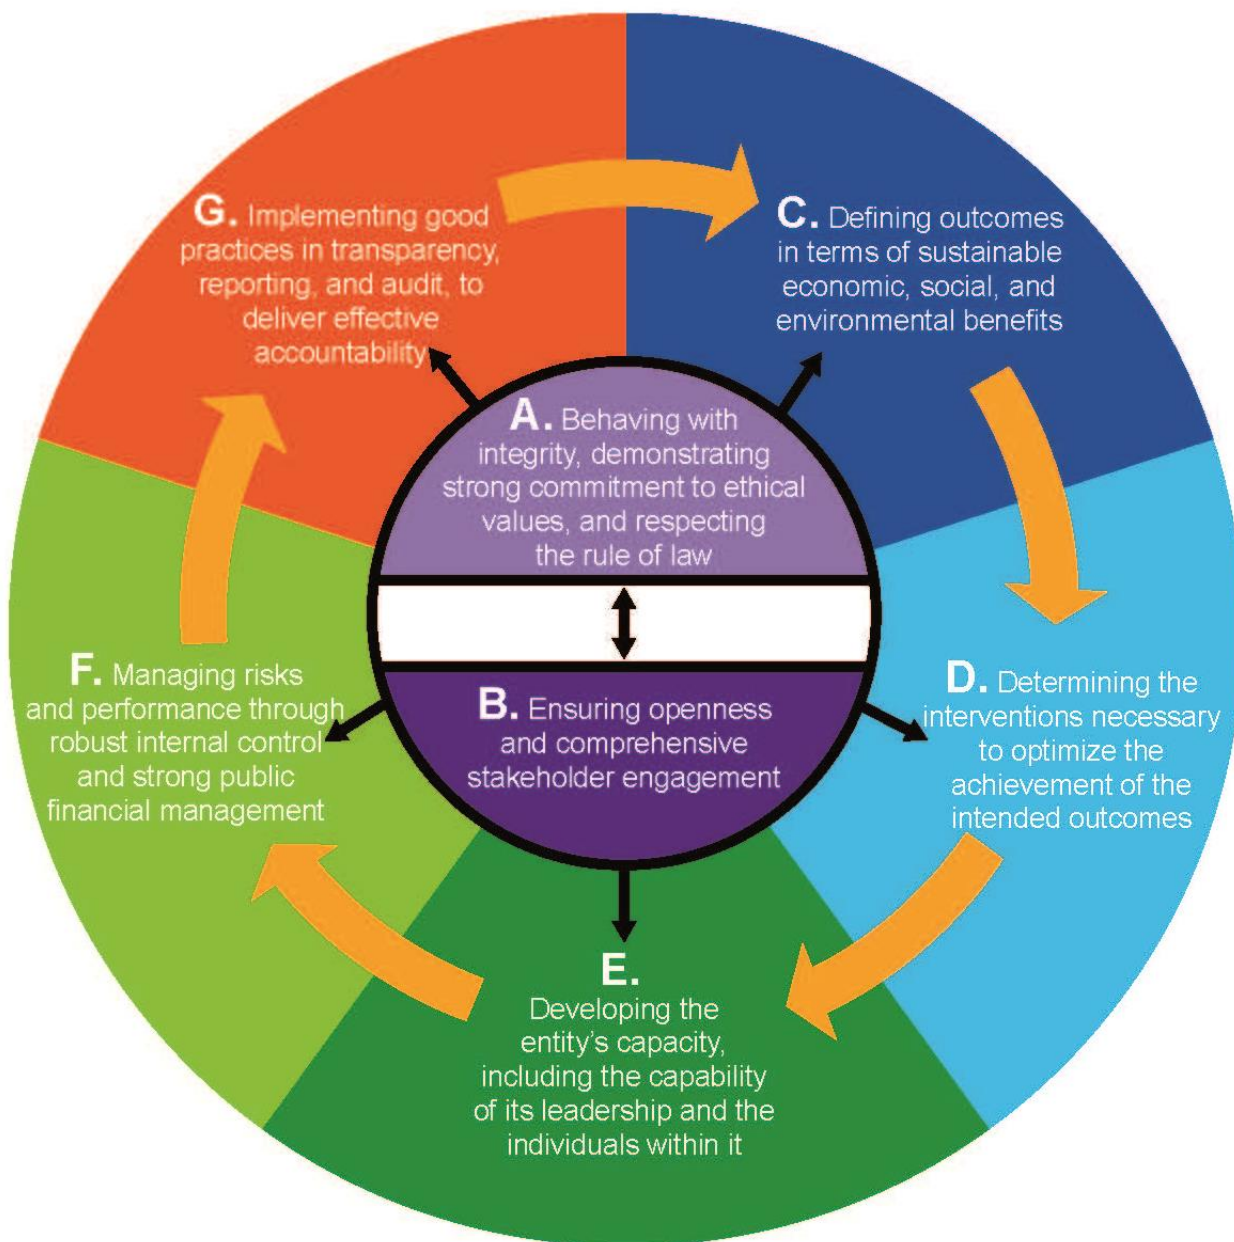 A. Behaving with
integrity, demonstrating
strong commitment to ethical
values, and respecting
the rule of law
B. Ensuring openness
and comprehensive
stakeholder engagement
C. Defining outcomes
in terms of sustainable
economic, social, and
environmental benefits
D. Determining the
interventions necessary
to optimize the
achievement of the
intended outcomes
E.
Developing the
entity’s capacity,
including the capability
of its leadership and the
individuals within it
F. Managing risks
and performance through
robust internal control
and strong public
financial management
G. Implementing good
practices in transparency,
reporting, and audit, to
deliver effective
accountability